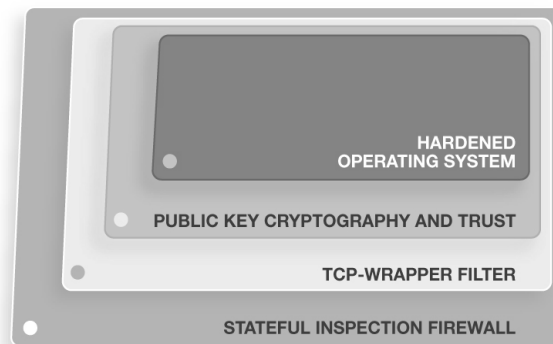 HARDENED
OPERATING SYSTEM
PUBLIC KEY CRYPTOGRAPHY AND TRUST
TCP-WRAPPER FILTER
STATEFUL INSPECTION FIREWALL